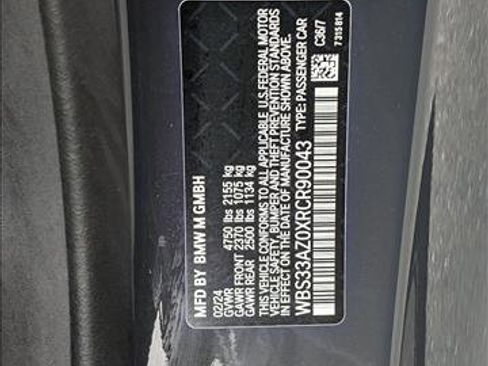 MFD BY BMW M GMBH
02/24
GVWR 4750 lbs 2155 kg
GAWR FRONT 2370 lbs 1075 kg
GAWR REAR 2500 lbs 1134 kg
THIS VEHICLE CONFORMS TO ALL APPLICABLE U.S.FEDERAL MOTOR
VEHICLE SAFETY, BUMPER AND THEFT PREVENTION STANDARDS
IN EFFECT ON THE DATE OF MANUFACTURE SHOWN ABOVE.
WBS33AZ0XRCR90043 TYPE: PASSENGER CAR
C36/7
7315814